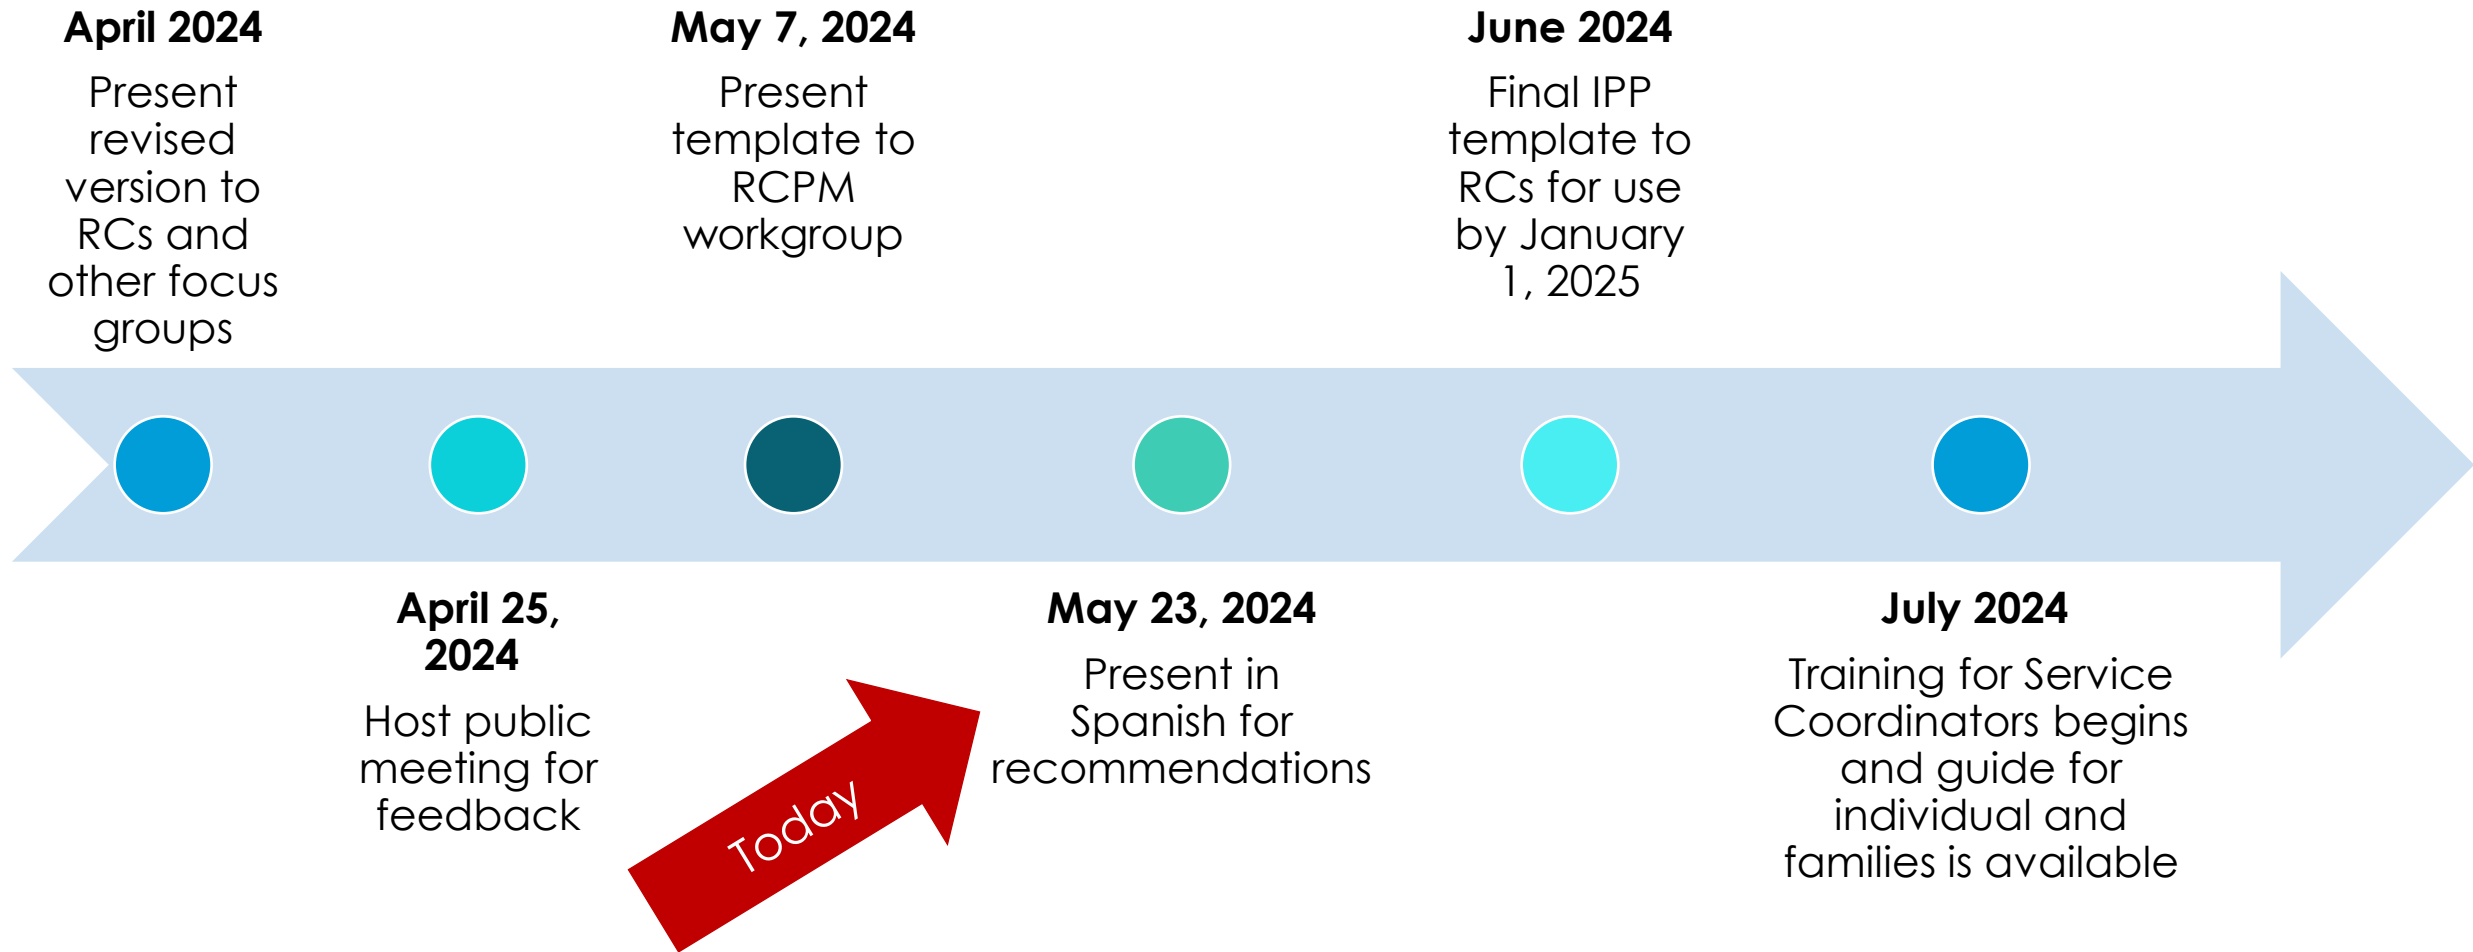 April 2024
Present
revised
version to
RCs and
other focus
groups
April 25,
2024
Host public
meeting for
feedback
May 7, 2024
Present
template to
RCPM
workgroup
Today
May 23, 2024
Present in
Spanish for
recommendations
June 2024
Final IPP
template to
RCs for use
by January
1, 2025
July 2024
Training for Service
Coordinators begins
and guide for
individual and
families is available